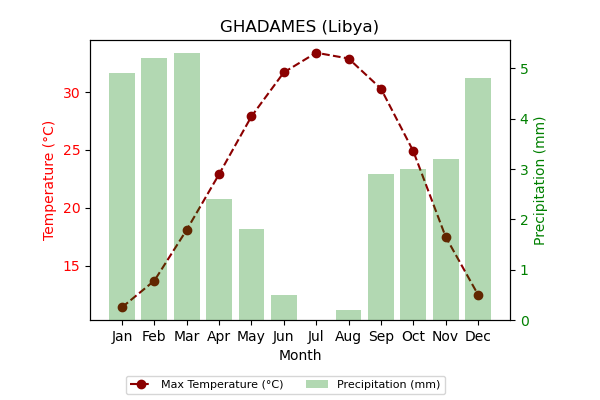 GHADAMES (Libya)
Temperature (°C)
30
25
20
15
5
4
3
2
1
0
Precipitation (mm)
Jan Feb Mar Apr May Jun Jul Aug Sep Oct Nov Dec
Month
Max Temperature (°C) Precipitation (mm)